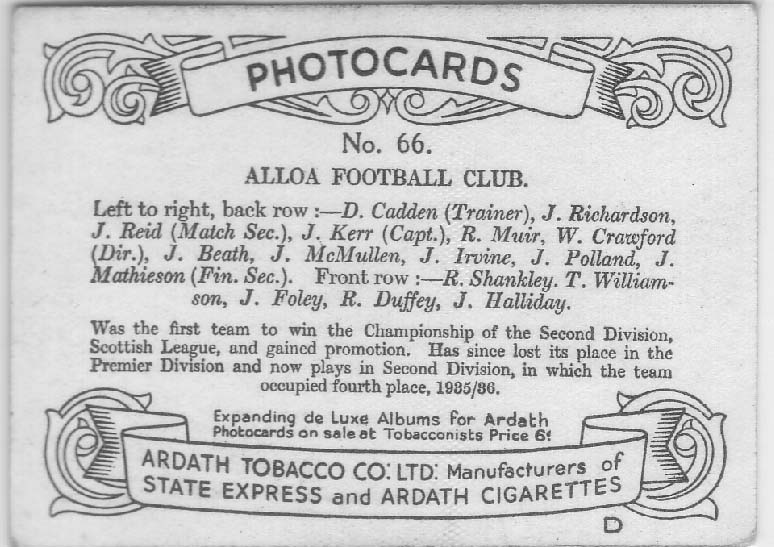 PHOTOCARDS
No. 66.
ALLOA FOOTBALL CLUB.
Left to right, back row :—D. Cadden (Trainer), J. Richardson,
J. Reid (Match Sec.), J. Kerr (Capt.), R. Muir, W. Crawford
(Dir.), J. Beath, J. McMullen, J. Irvine, J. Polland, J.
Mathieson (Fin. Sec.). Front row :—R. Shankley. T. William-
son, J. Foley, R. Duffey, J. Halliday.
Was the first team to win the Championship of the Second Division,
Scottish League, and gained promotion. Has since lost its place in the
Premier Division and now plays in Second Division, in which the team
occupied fourth place, 1935/36.
Expanding de Luxe Albums for Ardath
Photocards on sale at Tobacconists Price 6!
ARDATH TOBACCO CO: LTD: Manufacturers of
STATE EXPRESS and ARDATH CIGARETTES
D